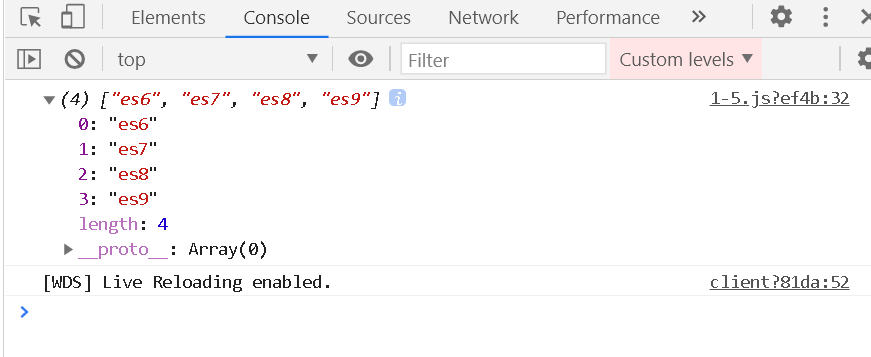 Elements Console Sources Network Performance
top Filter Custom levels
(4) ["es6", "es7", "es8", "es9"] i 1-5.js?ef4b:32
0: "es6"
1: "es7"
2: "es8"
3: "es9"
length: 4
__proto__: Array(0)
[WDS] Live Reloading enabled. client?81da:52